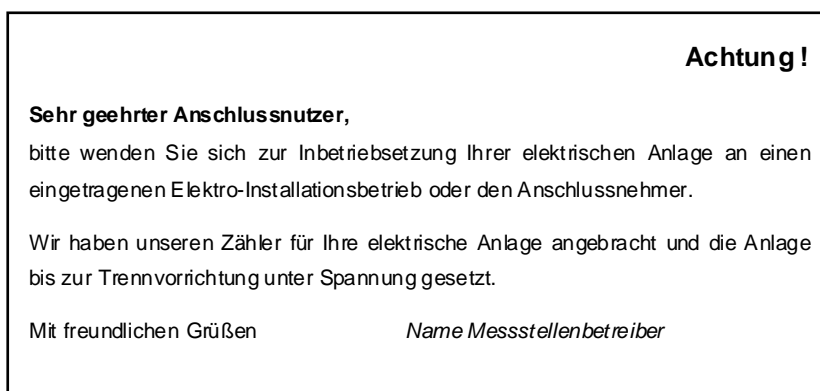 Achtung !
Sehr geehrter Anschlussnutzer,
bitte wenden Sie sich zur Inbetriebsetzung Ihrer elektrischen Anlage an einen
eingetragenen Elektro-Installationsbetrieb oder den Anschlussnehmer.
Wir haben unseren Zähler für Ihre elektrische Anlage angebracht und die Anlage
bis zur Trennvorrichtung unter Spannung gesetzt.
Mit freundlichen Grüßen Name Messstellenbetreiber